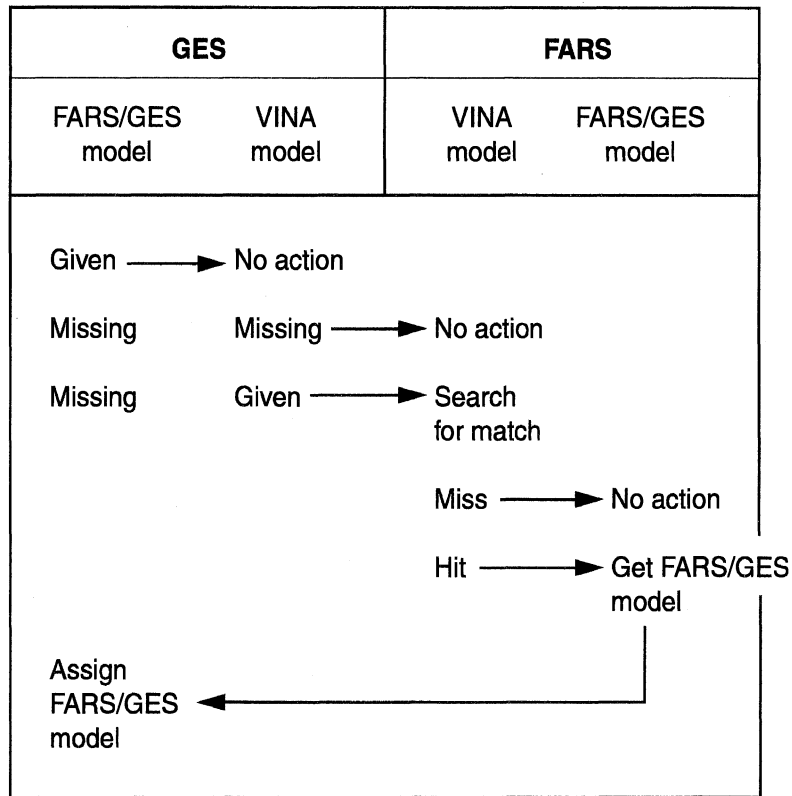 GES FARS
FARS/GES VINA VINA FARS/GES
model model model model
Given No action
Missing Missing No action
Missing Given Search
for match
Miss No action
Hit Get FARS/GES
model
Assign
FARS/GES
model